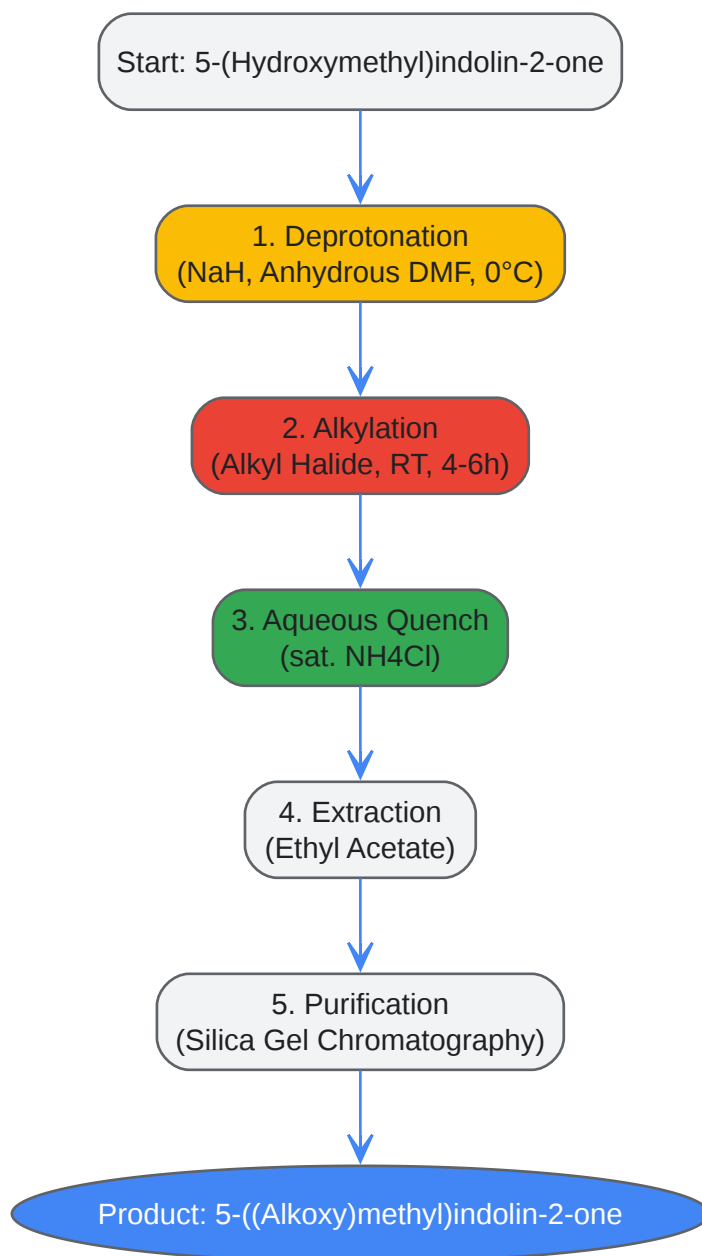 Start: 5-(Hydroxymethyl)indolin-2-one
1. Deprotonation
(NaH, Anhydrous DMF, 0°C)
2. Alkylation
(Alkyl Halide, RT, 4-6h)
3. Aqueous Quench
(sat. NH4Cl)
4. Extraction
(Ethyl Acetate)
5. Purification
(Silica Gel Chromatography)
Product: 5-((Alkoxy)methyl)indolin-2-one